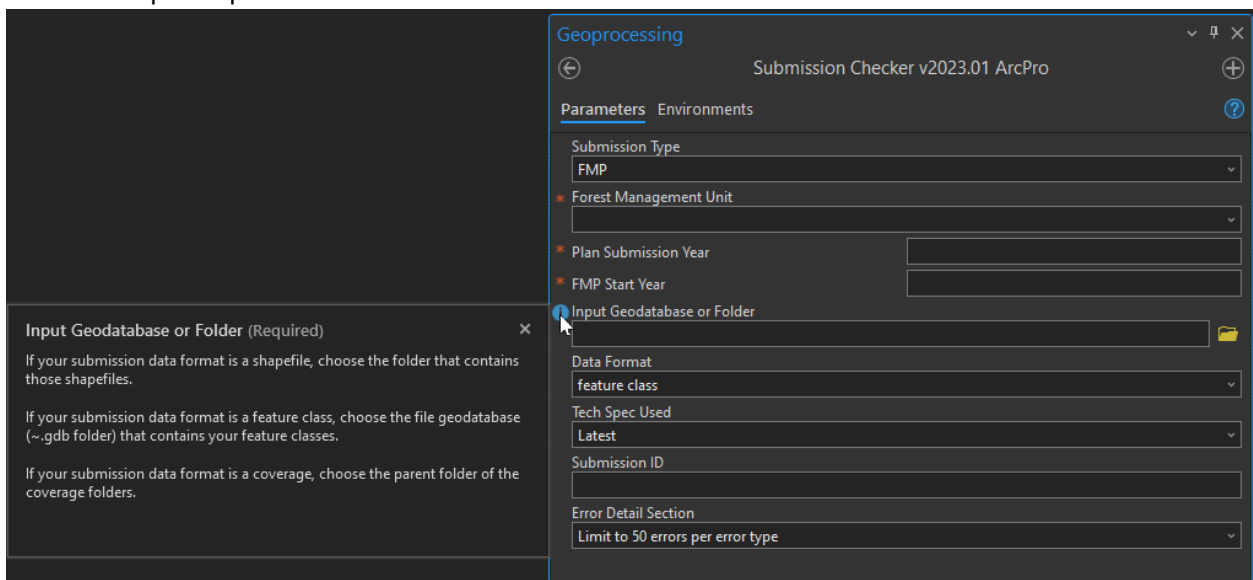 Geoprocessing
Submission Checker v2023.01 ArcPro
Parameters Environments
Submission Type
FMP
* Forest Management Unit
* Plan Submission Year
* FMP Start Year
Input Geodatabase or Folder
Data Format
feature class
Tech Spec Used
Latest
Submission ID
Error Detail Section
Limit to 50 errors per error type
Input Geodatabase or Folder (Required)
If your submission data format is a shapefile, choose the folder that contains
those shapefiles.
If your submission data format is a feature class, choose the file geodatabase
(~.gdb folder) that contains your feature classes.
If your submission data format is a coverage, choose the parent folder of the
coverage folders.